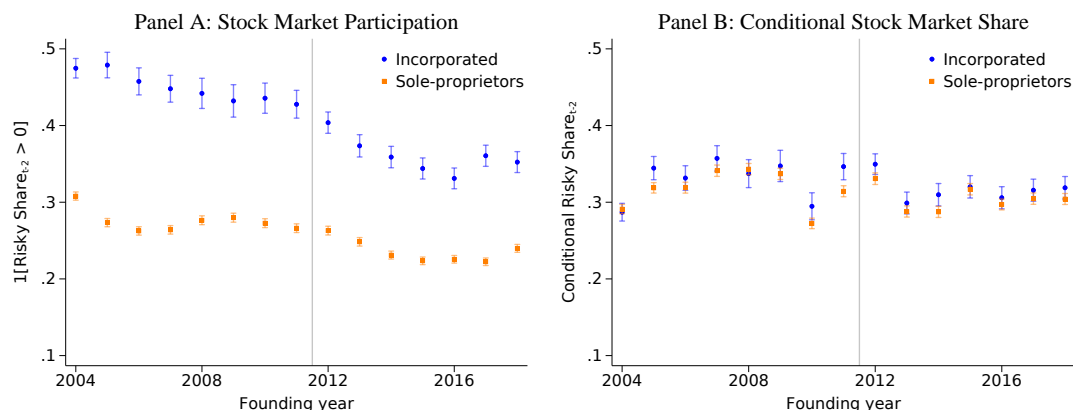 Panel A: Stock Market Participation
.5
.4
.3
.2
.1
1[Risky Share t-2 > 0]
Incorporated
Sole-proprietors
2004
2008
2012
2016
Founding year
Panel B: Conditional Stock Market Share
.5
.4
.3
.2
.1
Conditional Risky Share t-2
Incorporated
Sole-proprietors
2004
2008
2012
2016
Founding year